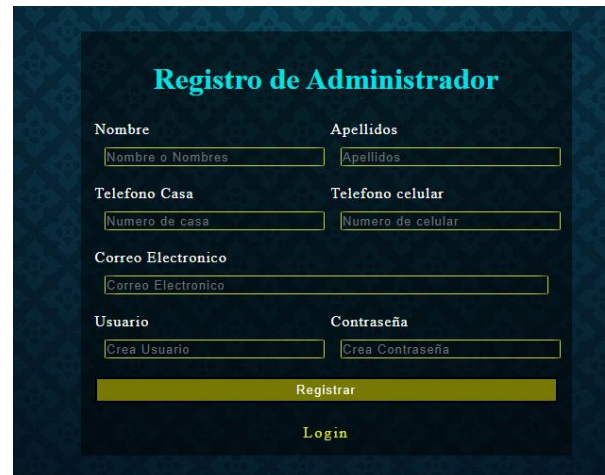 Registro de Administrador
Nombre Apellidos
Nombre o Nombres Apellidos
Telefono Casa Telefono celular
Numero de casa Numero de celular
Correo Electronico
Correo Electronico
Usuario Contraseña
Crea Usuario Crea Contraseña
Registrar
Login